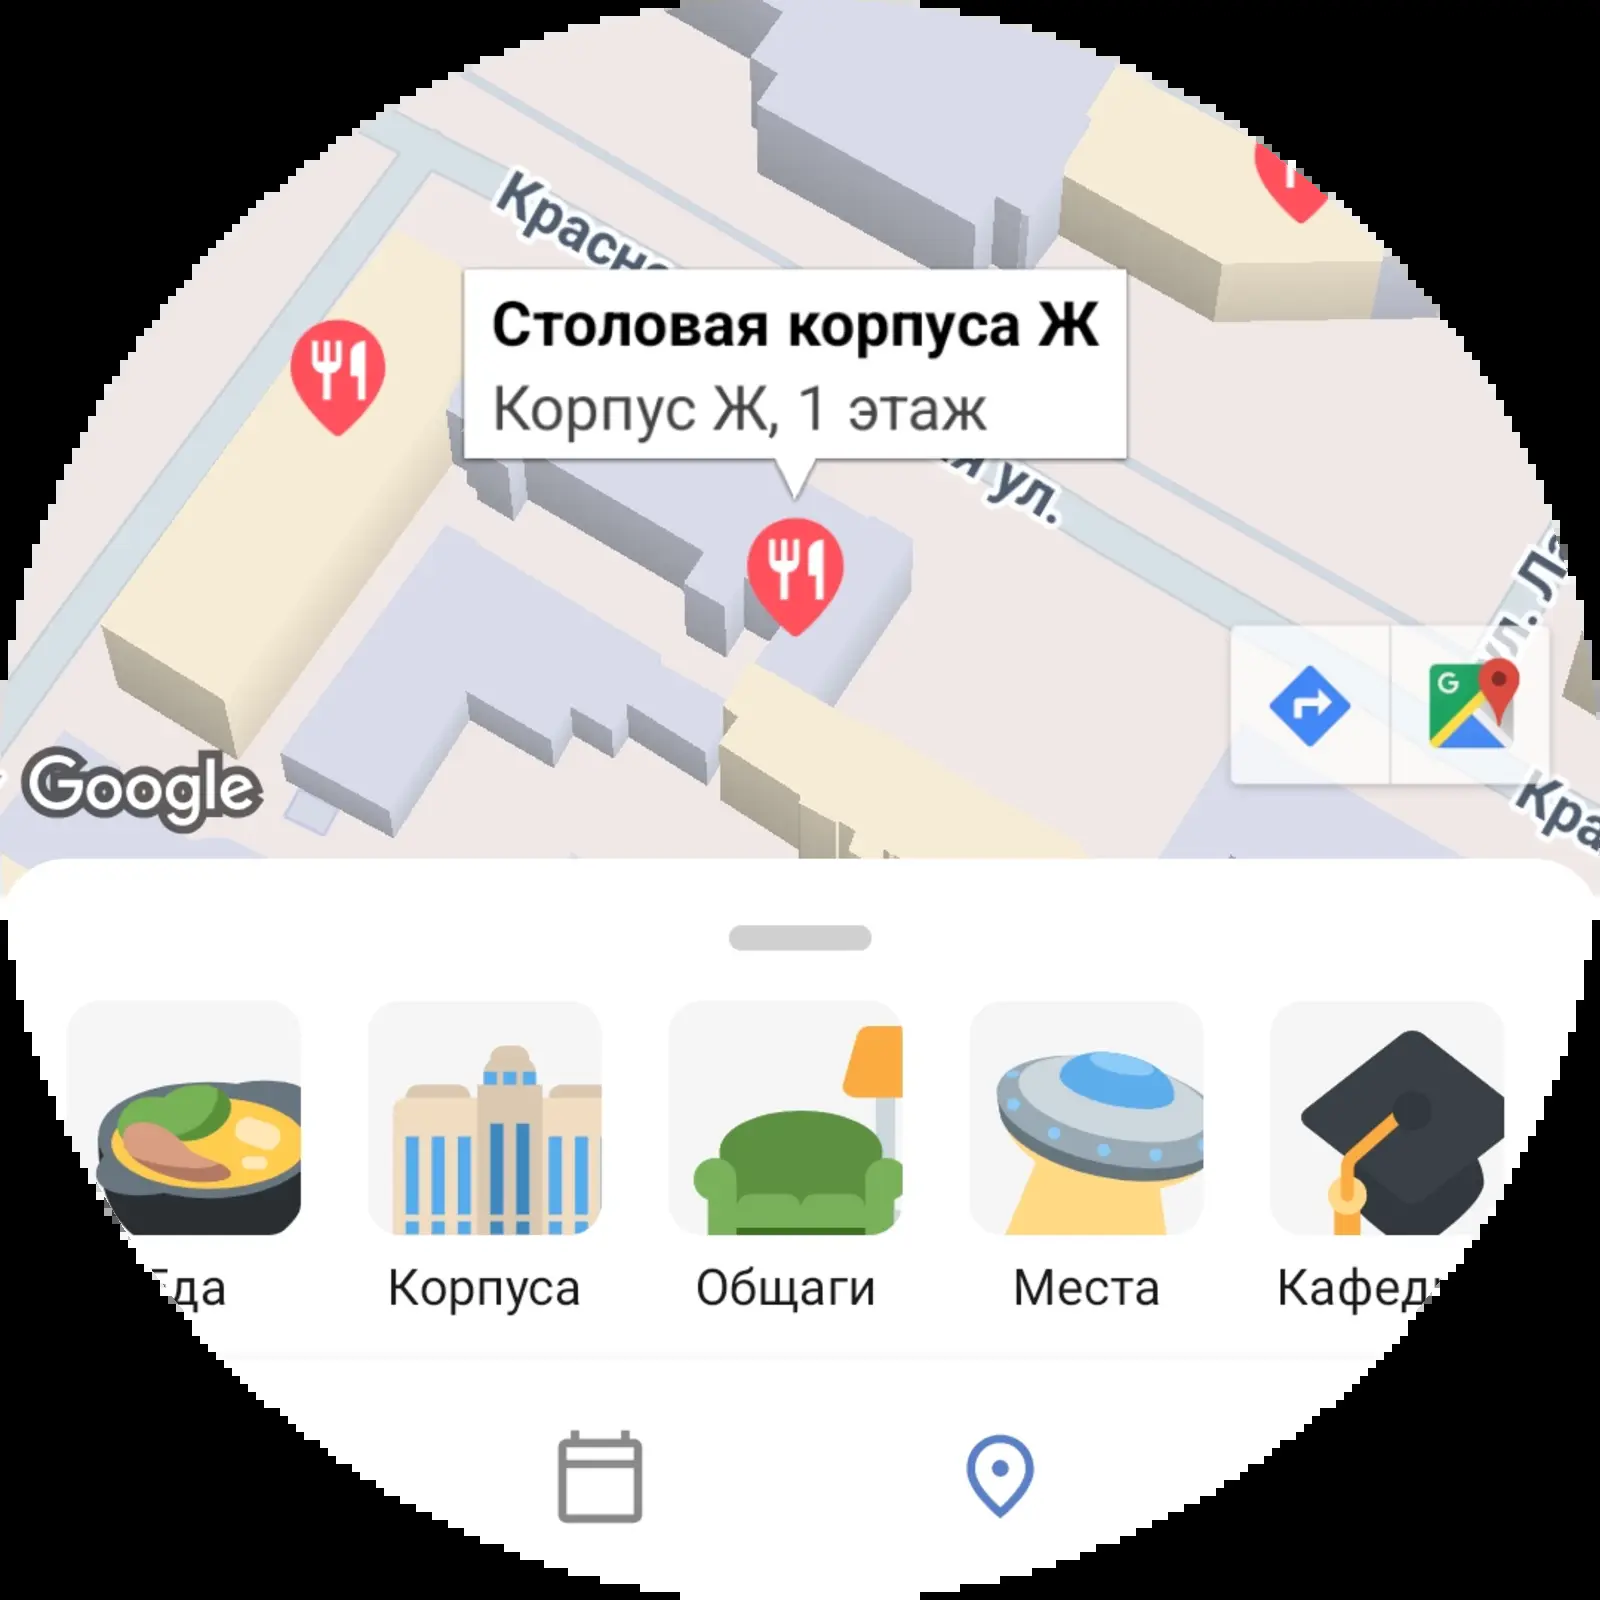 Красн
Столовая корпуса Ж
Корпус Ж, 1 этаж
я ул.
ул. Ла
G
Кра
Google
Еда
Корпуса
Общаги
Места
Кафед